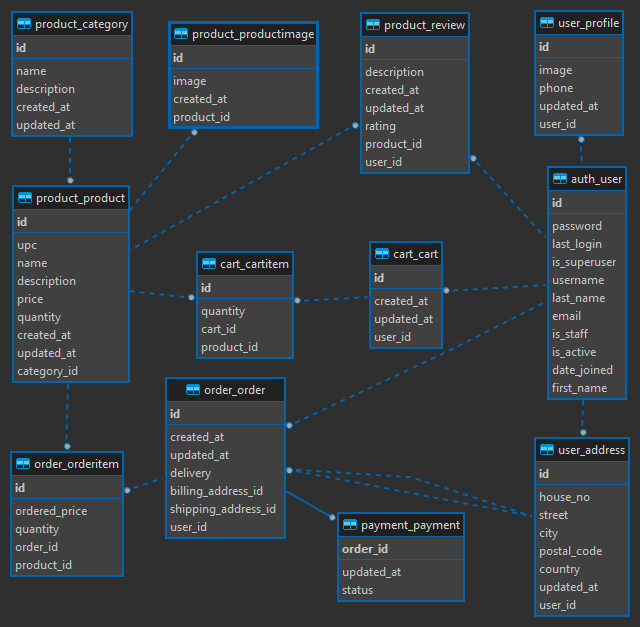 product_category
id
name
description
created_at
updated_at
product_productimage
id
image
created_at
product_id
product_review
id
description
created_at
updated_at
rating
product_id
user_id
user_profile
id
image
phone
updated_at
user_id
product_product
id
upc
name
description
price
quantity
created_at
updated_at
category_id
cart_cartitem
id
quantity
cart_id
product_id
cart_cart
id
created_at
updated_at
user_id
auth_user
id
password
last_login
is_superuser
username
last_name
email
is_staff
is_active
date_joined
first_name
order_orderitem
id
ordered_price
quantity
order_id
product_id
order_order
id
created_at
updated_at
delivery
billing_address_id
shipping_address_id
user_id
payment_payment
order_id
updated_at
status
user_address
id
house_no
street
city
postal_code
country
updated_at
user_id